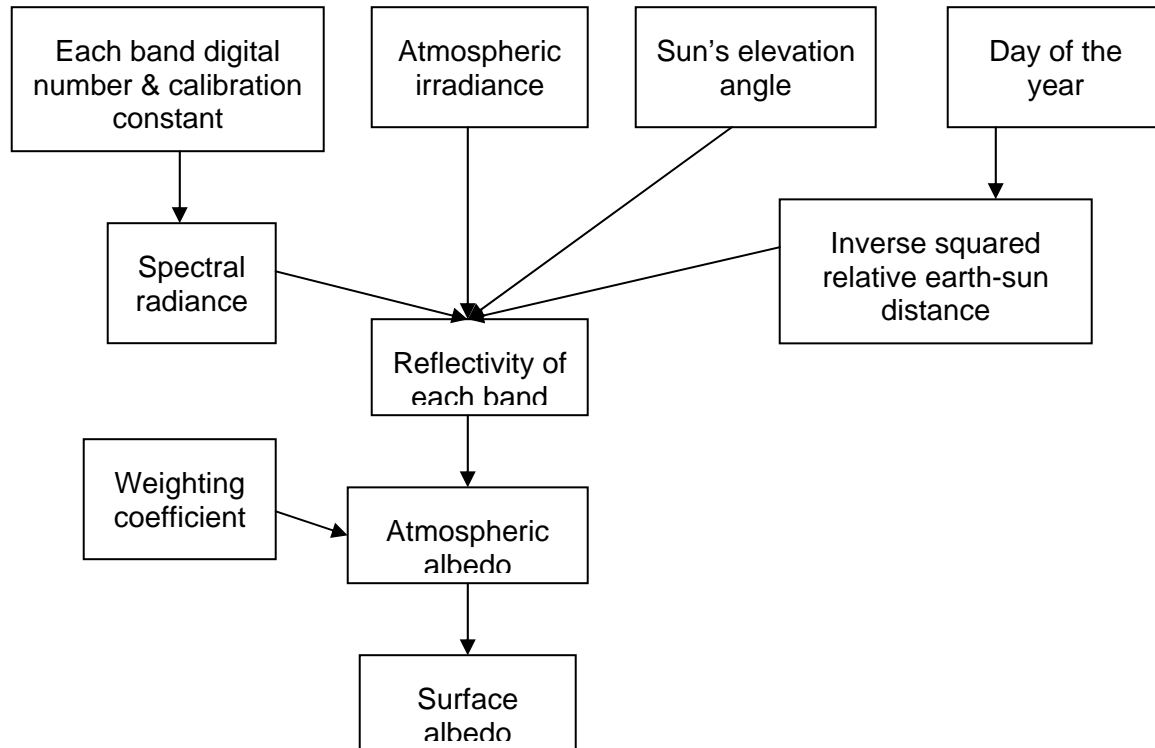 Each band digital
number & calibration
constant
Atmospheric
irradiance
Sun's elevation
angle
Day of the
year
Spectral
radiance
Inverse squared
relative earth-sun
distance
Reflectivity of
each band
Weighting
coefficient
Atmospheric
albedo
Surface
albedo